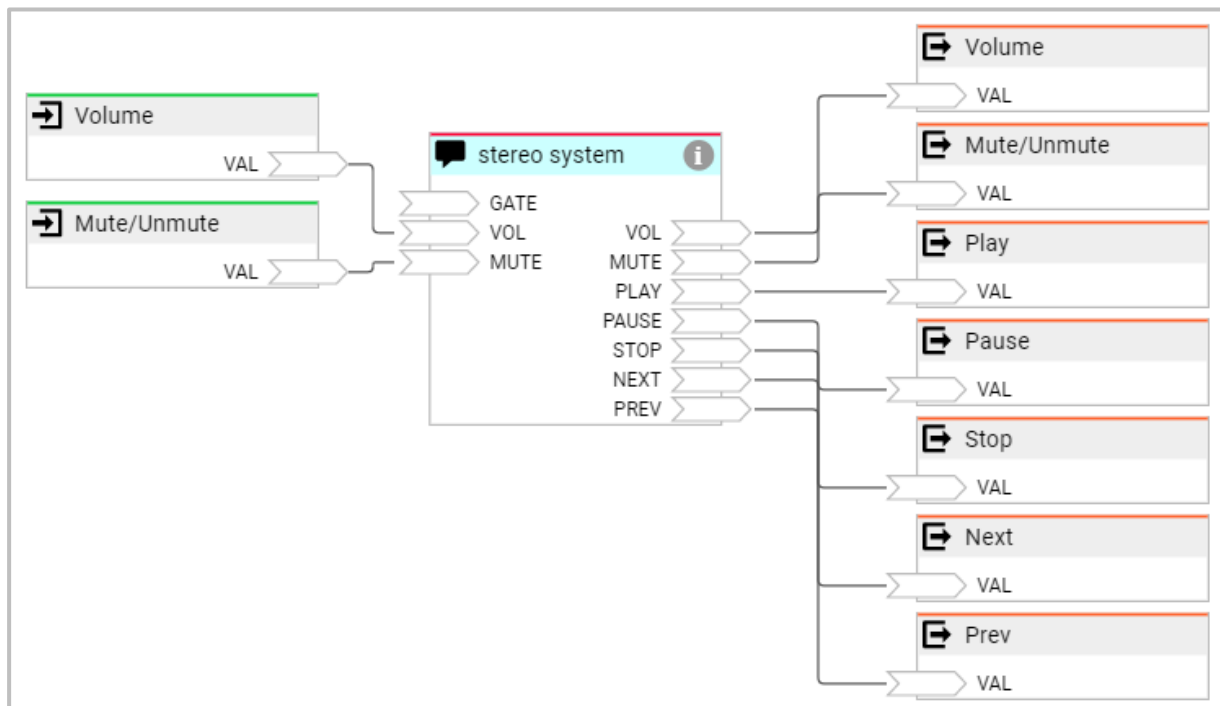 Volume
VAL
Mute/Unmute
VAL
stereo system
GATE
VOL VOL
MUTE MUTE
PLAY
PAUSE
STOP
NEXT
PREV
Volume
VAL
Mute/Unmute
VAL
Play
VAL
Pause
VAL
Stop
VAL
Next
VAL
Prev
VAL